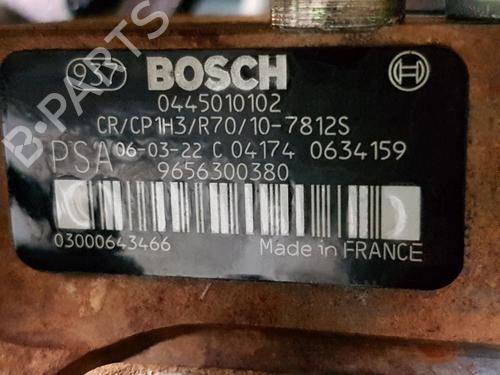 937 BOSCH
0445010102
CR/CP1H3/R70/10-7812S
PSA 06-03-22 C 04174 0634159
9656300380
03000643466 Made in FRANCE
B-PARTS